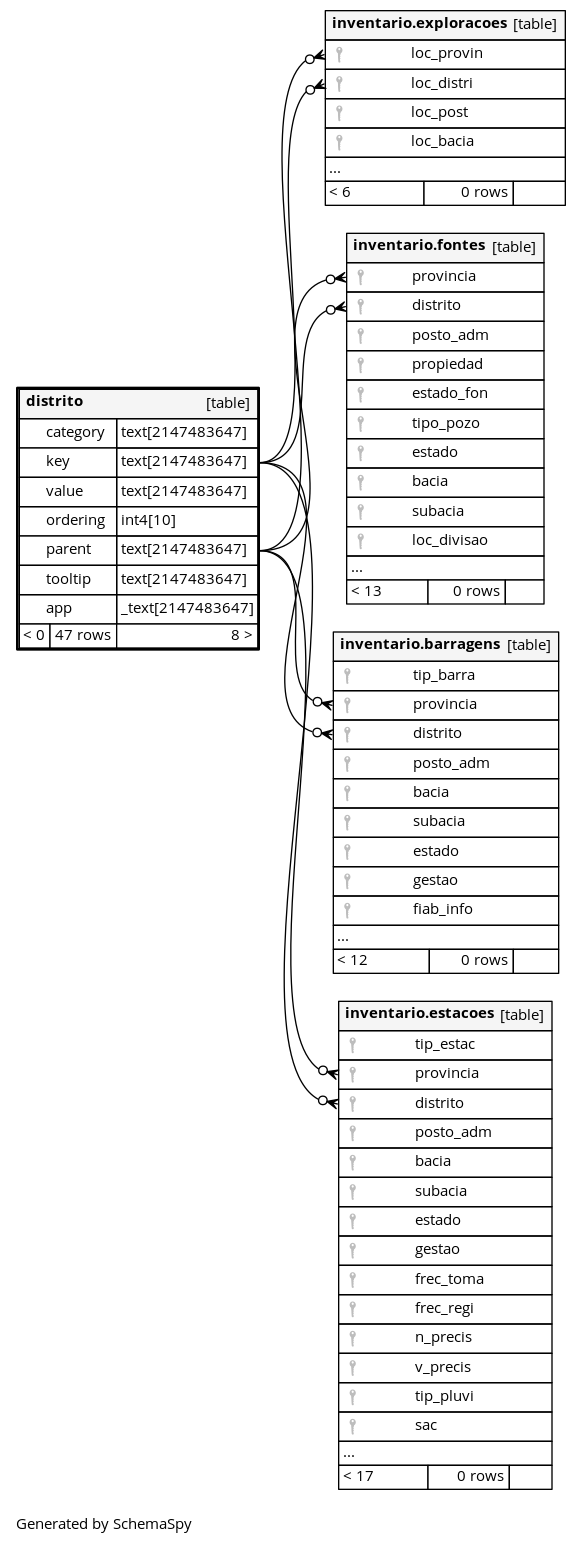 inventario.exploracoes [table]
loc_provin
loc_distri
loc_post
loc_bacia
...
< 6 0 rows
inventario.fontes [table]
provincia
distrito
posto_adm
propiedad
estado_fon
tipo_pozo
estado
bacia
subacia
loc_divisao
...
< 13 0 rows
distrito [table]
category text[2147483647]
key text[2147483647]
value text[2147483647]
ordering int4[10]
parent text[2147483647]
tooltip text[2147483647]
app _text[2147483647]
< 0 47 rows 8 >
inventario.barragens [table]
tip_barra
provincia
distrito
posto_adm
bacia
subacia
estado
gestao
fiab_info
...
< 12 0 rows
inventario.estacoes [table]
tip_estac
provincia
distrito
posto_adm
bacia
subacia
estado
gestao
frec_toma
frec_regi
n_precis
v_precis
tip_pluvi
sac
...
< 17 0 rows
Generated by SchemaSpy